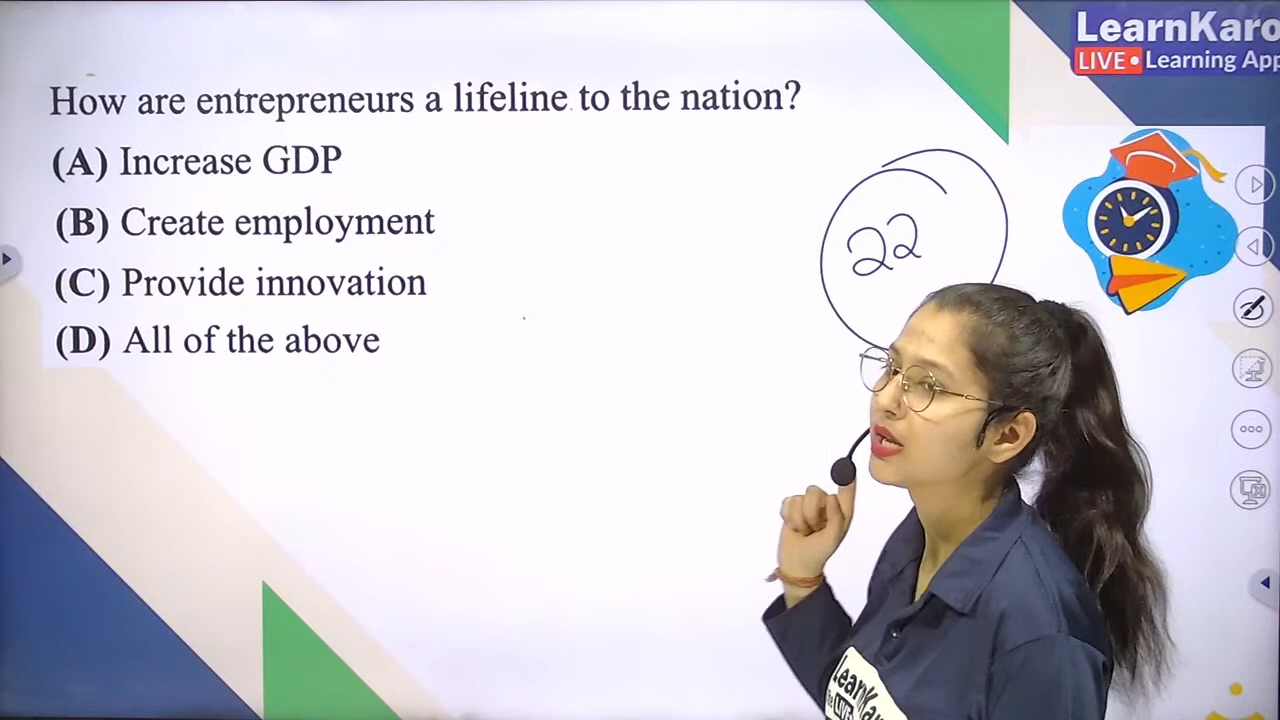 LearnKaro
LIVE • Learning App
How are entrepreneurs a lifeline to the nation?
(A) Increase GDP
(B) Create employment
(C) Provide innovation
(D) All of the above
22